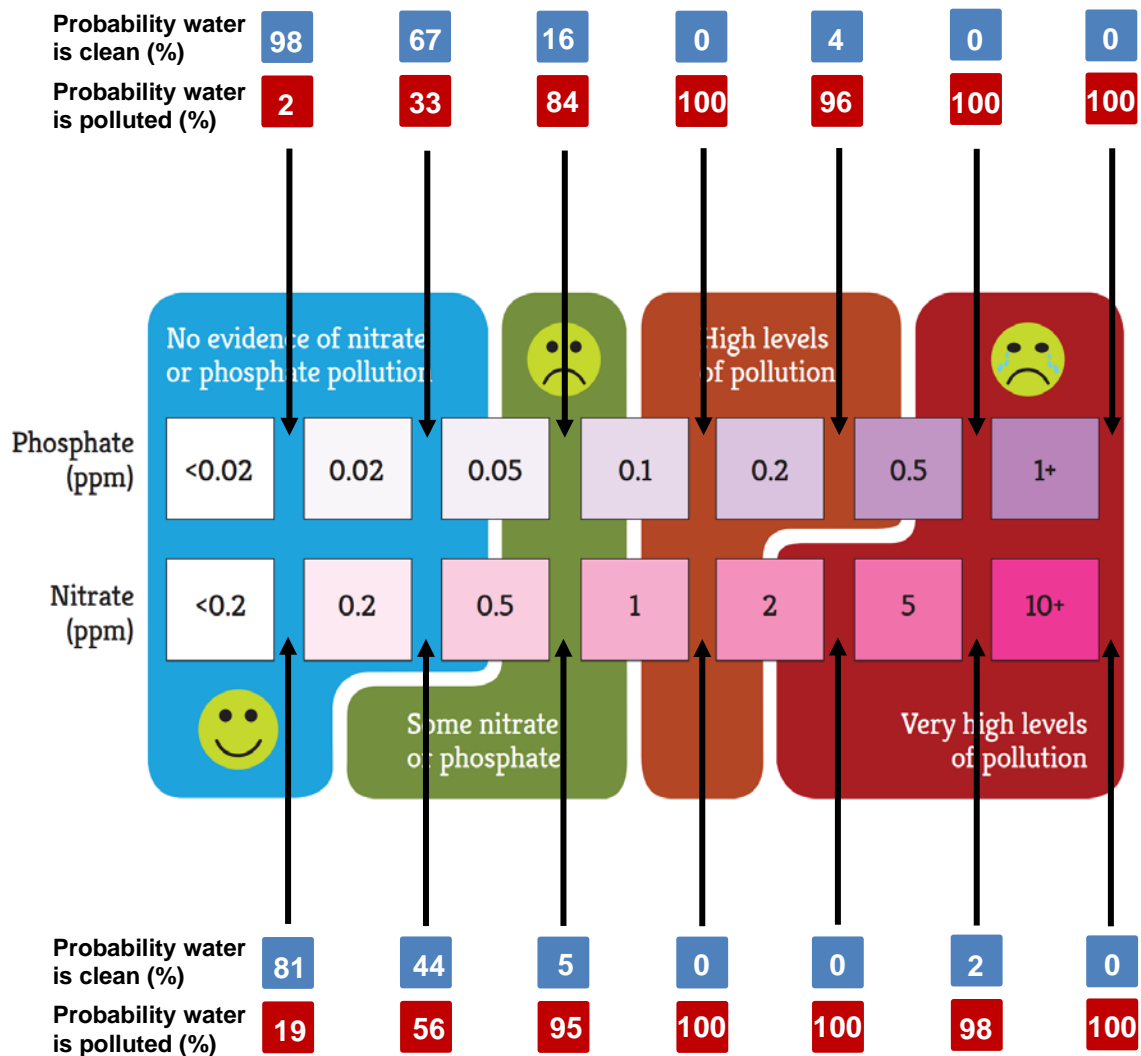 Probability water
is clean (%)
98 67 16 0 4 0 0
Probability water
is polluted (%)
2 33 84 100 96 100 100
No evidence of nitrate
or phosphate pollution
High levels
of pollution
Phosphate
(ppm)
<0.02 0.02 0.05 0.1 0.2 0.5 1+
Nitrate
(ppm)
<0.2 0.2 0.5 1 2 5 10+
Some nitrate
or phosphate
Very high levels
of pollution
Probability water
is clean (%)
81 44 5 0 0 2 0
Probability water
is polluted (%)
19 56 95 100 100 98 100